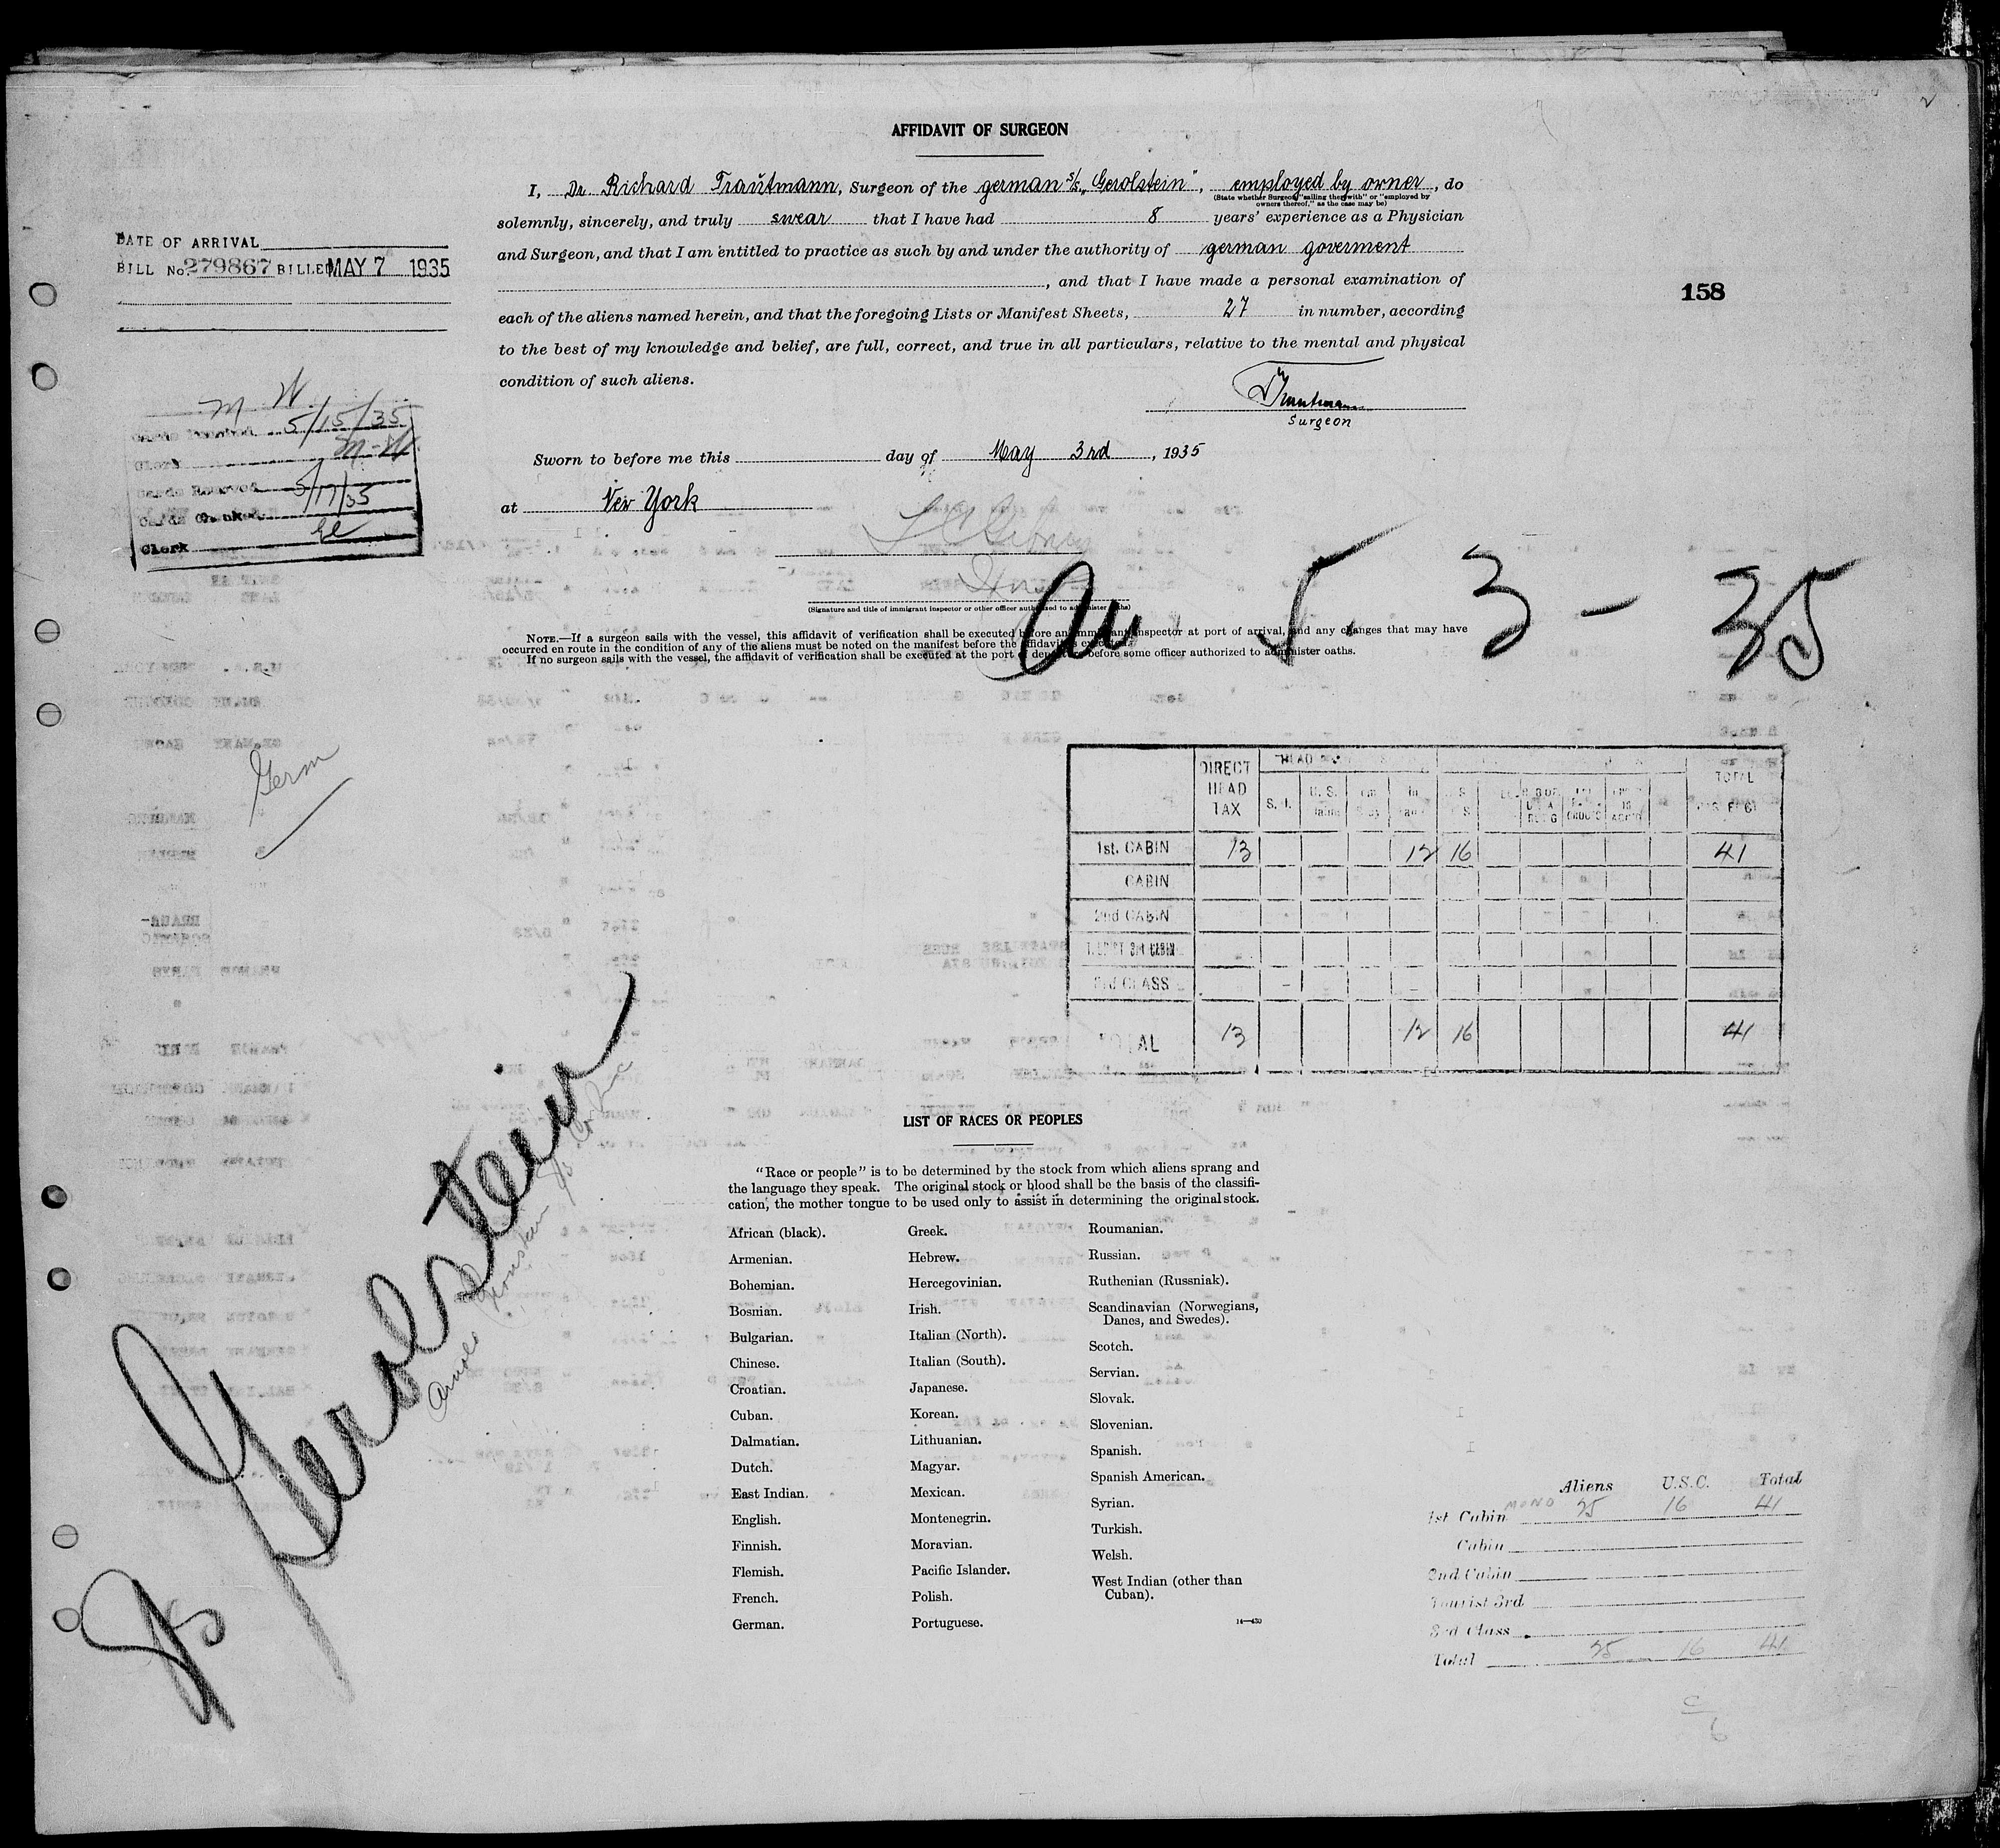 AFFIDAVIT OF SURGEON
I, Dr. Richard Trautmann, Surgeon of the german S/S. „Gerolstein", employed by owner, do
(State whether Surgeon "sailing therewith" or "employed by
owners thereof," as the case may be)
solemnly, sincerely, and truly swear that I have had 8 years' experience as a Physician
and Surgeon, and that I am entitled to practice as such by and under the authority of german goverment
, and that I have made a personal examination of
each of the aliens named herein, and that the foregoing Lists or Manifest Sheets, 27 in number, according
to the best of my knowledge and belief, are full, correct, and true in all particulars, relative to the mental and physical
condition of such aliens.
Trautmann
Surgeon
Sworn to before me this day of May 3rd, 1935
at New York
(Signature and title of immigrant inspector or other officer authorized to administer oaths)
NOTE.—If a surgeon sails with the vessel, this affidavit of verification shall be executed before an immigrant inspector at port of arrival, and any changes that may have
occurred en route in the condition of any of the aliens must be noted on the manifest before the affidavit is executed.
If no surgeon sails with the vessel, the affidavit of verification shall be executed at the port of departure before some officer authorized to administer oaths.
DATE OF ARRIVAL
BILL No. 279867 BILLED MAY 7 1935
158
M W.
5/15/35
Clerk M-W
Cards 5/17/35
Cards
Clerk
5 3 - 35
Germ
DIRECT HEAD TAX
HEAD
TOTAL
S. I.
U. S.
1st. CABIN 13 12 16 41
CABIN
2nd CABIN
3rd CABIN
3rd CLASS
TOTAL 13 12 16 41
SS Gerolstein
Arnold Bernstein
LIST OF RACES OR PEOPLES
"Race or people" is to be determined by the stock from which aliens sprang and
the language they speak. The original stock or blood shall be the basis of the classifi-
cation, the mother tongue to be used only to assist in determining the original stock.
African (black).
Armenian.
Bohemian.
Bosnian.
Bulgarian.
Chinese.
Croatian.
Cuban.
Dalmatian.
Dutch.
East Indian.
English.
Finnish.
Flemish.
French.
German.
Greek.
Hebrew.
Hercegovinian.
Irish.
Italian (North).
Italian (South).
Japanese.
Korean.
Lithuanian.
Magyar.
Mexican.
Montenegrin.
Moravian.
Pacific Islander.
Polish.
Portuguese.
Roumanian.
Russian.
Ruthenian (Russniak).
Scandinavian (Norwegians,
Danes, and Swedes).
Scotch.
Servian.
Slovak.
Slovenian.
Spanish.
Spanish American.
Syrian.
Turkish.
Welsh.
West Indian (other than
Cuban).
14—430
Aliens U.S.C. Total
1st Cabin MONO 25 16 41
Cabin
2nd Cabin
Tourist 3rd
3rd Class
Total 25 16 41